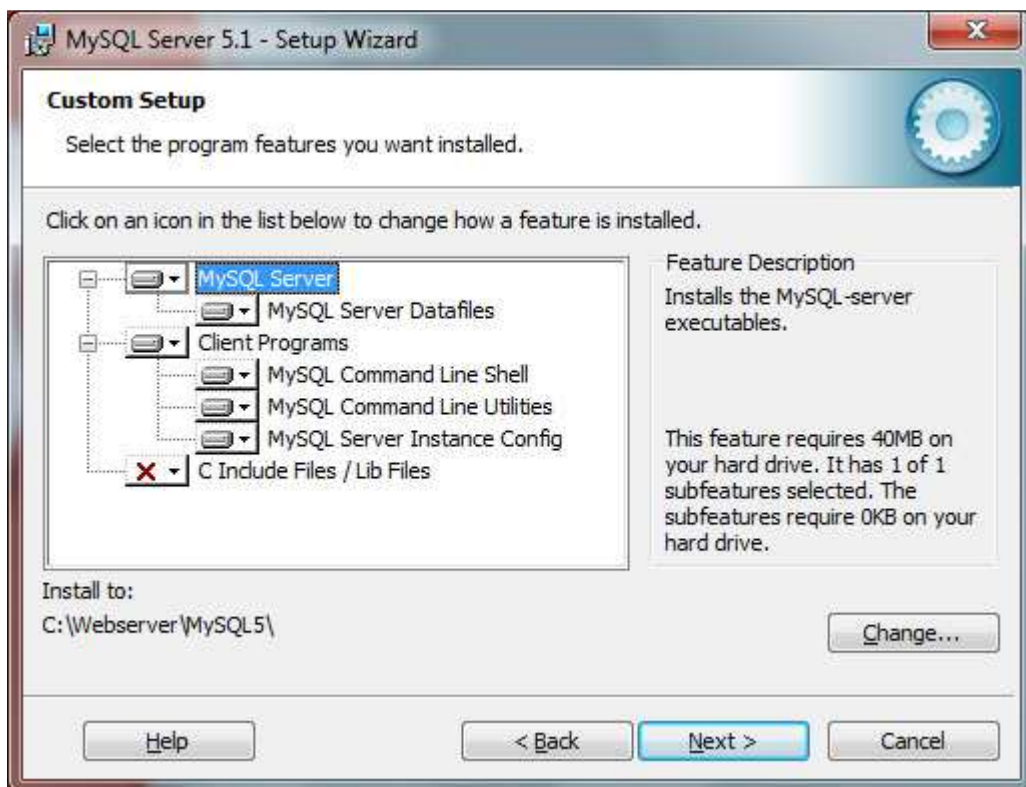 MySQL Server 5.1 - Setup Wizard
Custom Setup
Select the program features you want installed.
Click on an icon in the list below to change how a feature is installed.
MySQL Server
MySQL Server Datafiles
Client Programs
MySQL Command Line Shell
MySQL Command Line Utilities
MySQL Server Instance Config
C Include Files / Lib Files
Feature Description
Installs the MySQL-server
executables.
This feature requires 40MB on
your hard drive. It has 1 of 1
subfeatures selected. The
subfeatures require 0KB on your
hard drive.
Install to:
C:\Webserver\MySQL5\
Change...
Help
< Back
Next >
Cancel